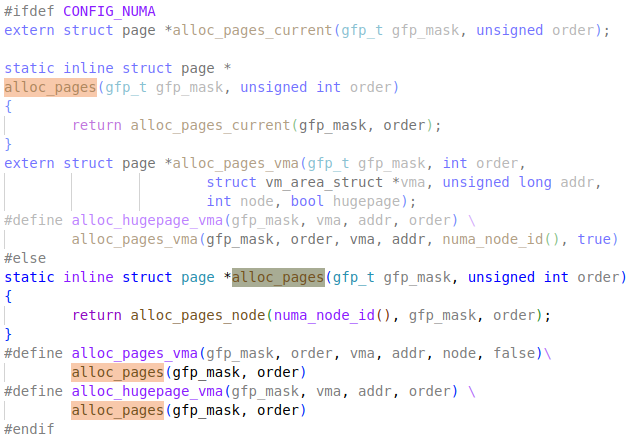 #ifdef CONFIG_NUMA
extern struct page *alloc_pages_current(gfp_t gfp_mask, unsigned order);
static inline struct page *
alloc_pages(gfp_t gfp_mask, unsigned int order)
{
return alloc_pages_current(gfp_mask, order);
}
extern struct page *alloc_pages_vma(gfp_t gfp_mask, int order,
struct vm_area_struct *vma, unsigned long addr,
int node, bool hugepage);
#define alloc_hugepage_vma(gfp_mask, vma, addr, order) \
alloc_pages_vma(gfp_mask, order, vma, addr, numa_node_id(), true)
#else
static inline struct page *alloc_pages(gfp_t gfp_mask, unsigned int order)
{
return alloc_pages_node(numa_node_id(), gfp_mask, order);
}
#define alloc_pages_vma(gfp_mask, order, vma, addr, node, false)\
alloc_pages(gfp_mask, order)
#define alloc_hugepage_vma(gfp_mask, vma, addr, order) \
alloc_pages(gfp_mask, order)
#endif